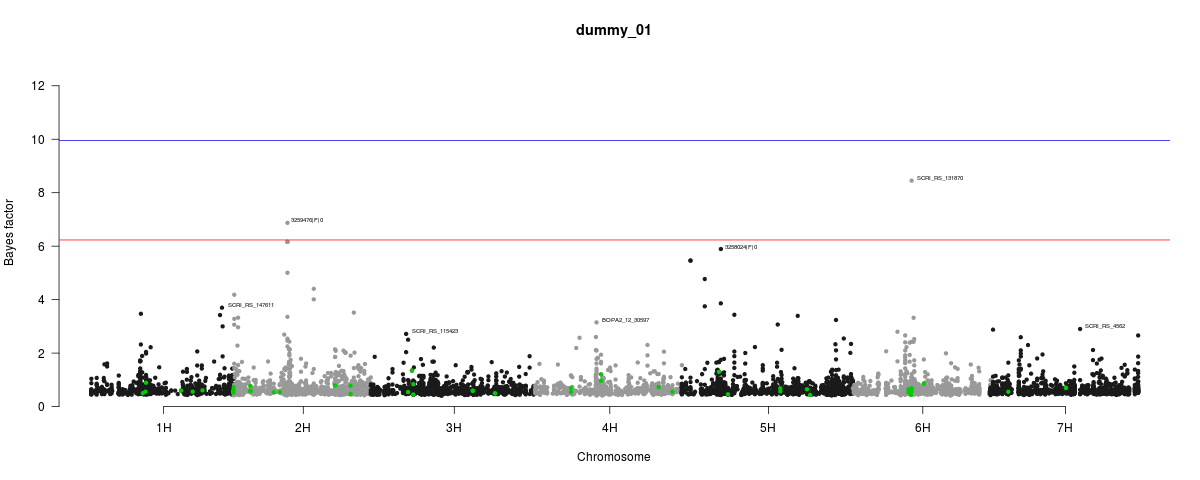 dummy_01
Bayes factor
12
10
8
6
4
2
0
SCRI_RS_147611
3259476|F|0
SCRI_RS_115423
BOPA2_12_30597
3258024|F|0
SCRI_RS_131870
SCRI_RS_4562
1H 2H 3H 4H 5H 6H 7H
Chromosome